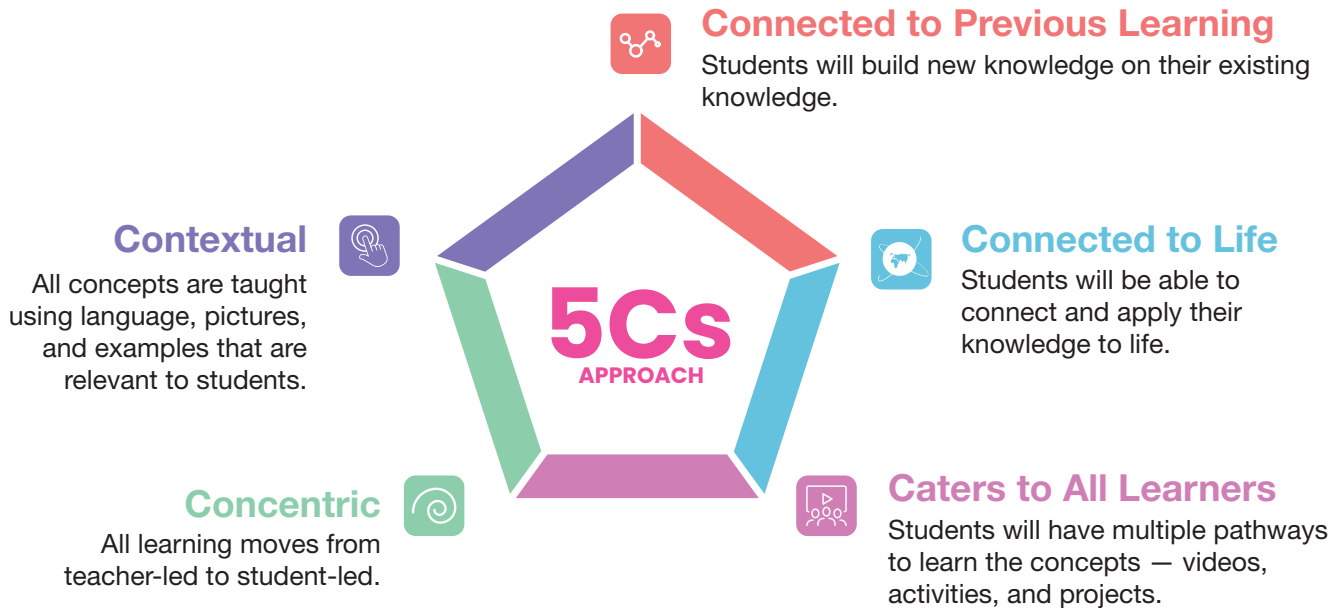 Connected to Previous Learning
Students will build new knowledge on their existing
knowledge.
Contextual
All concepts are taught
using language, pictures,
and examples that are
relevant to students.
5Cs
APPROACH
Connected to Life
Students will be able to
connect and apply their
knowledge to life.
Concentric
All learning moves from
teacher-led to student-led.
Caters to All Learners
Students will have multiple pathways
to learn the concepts — videos,
activities, and projects.